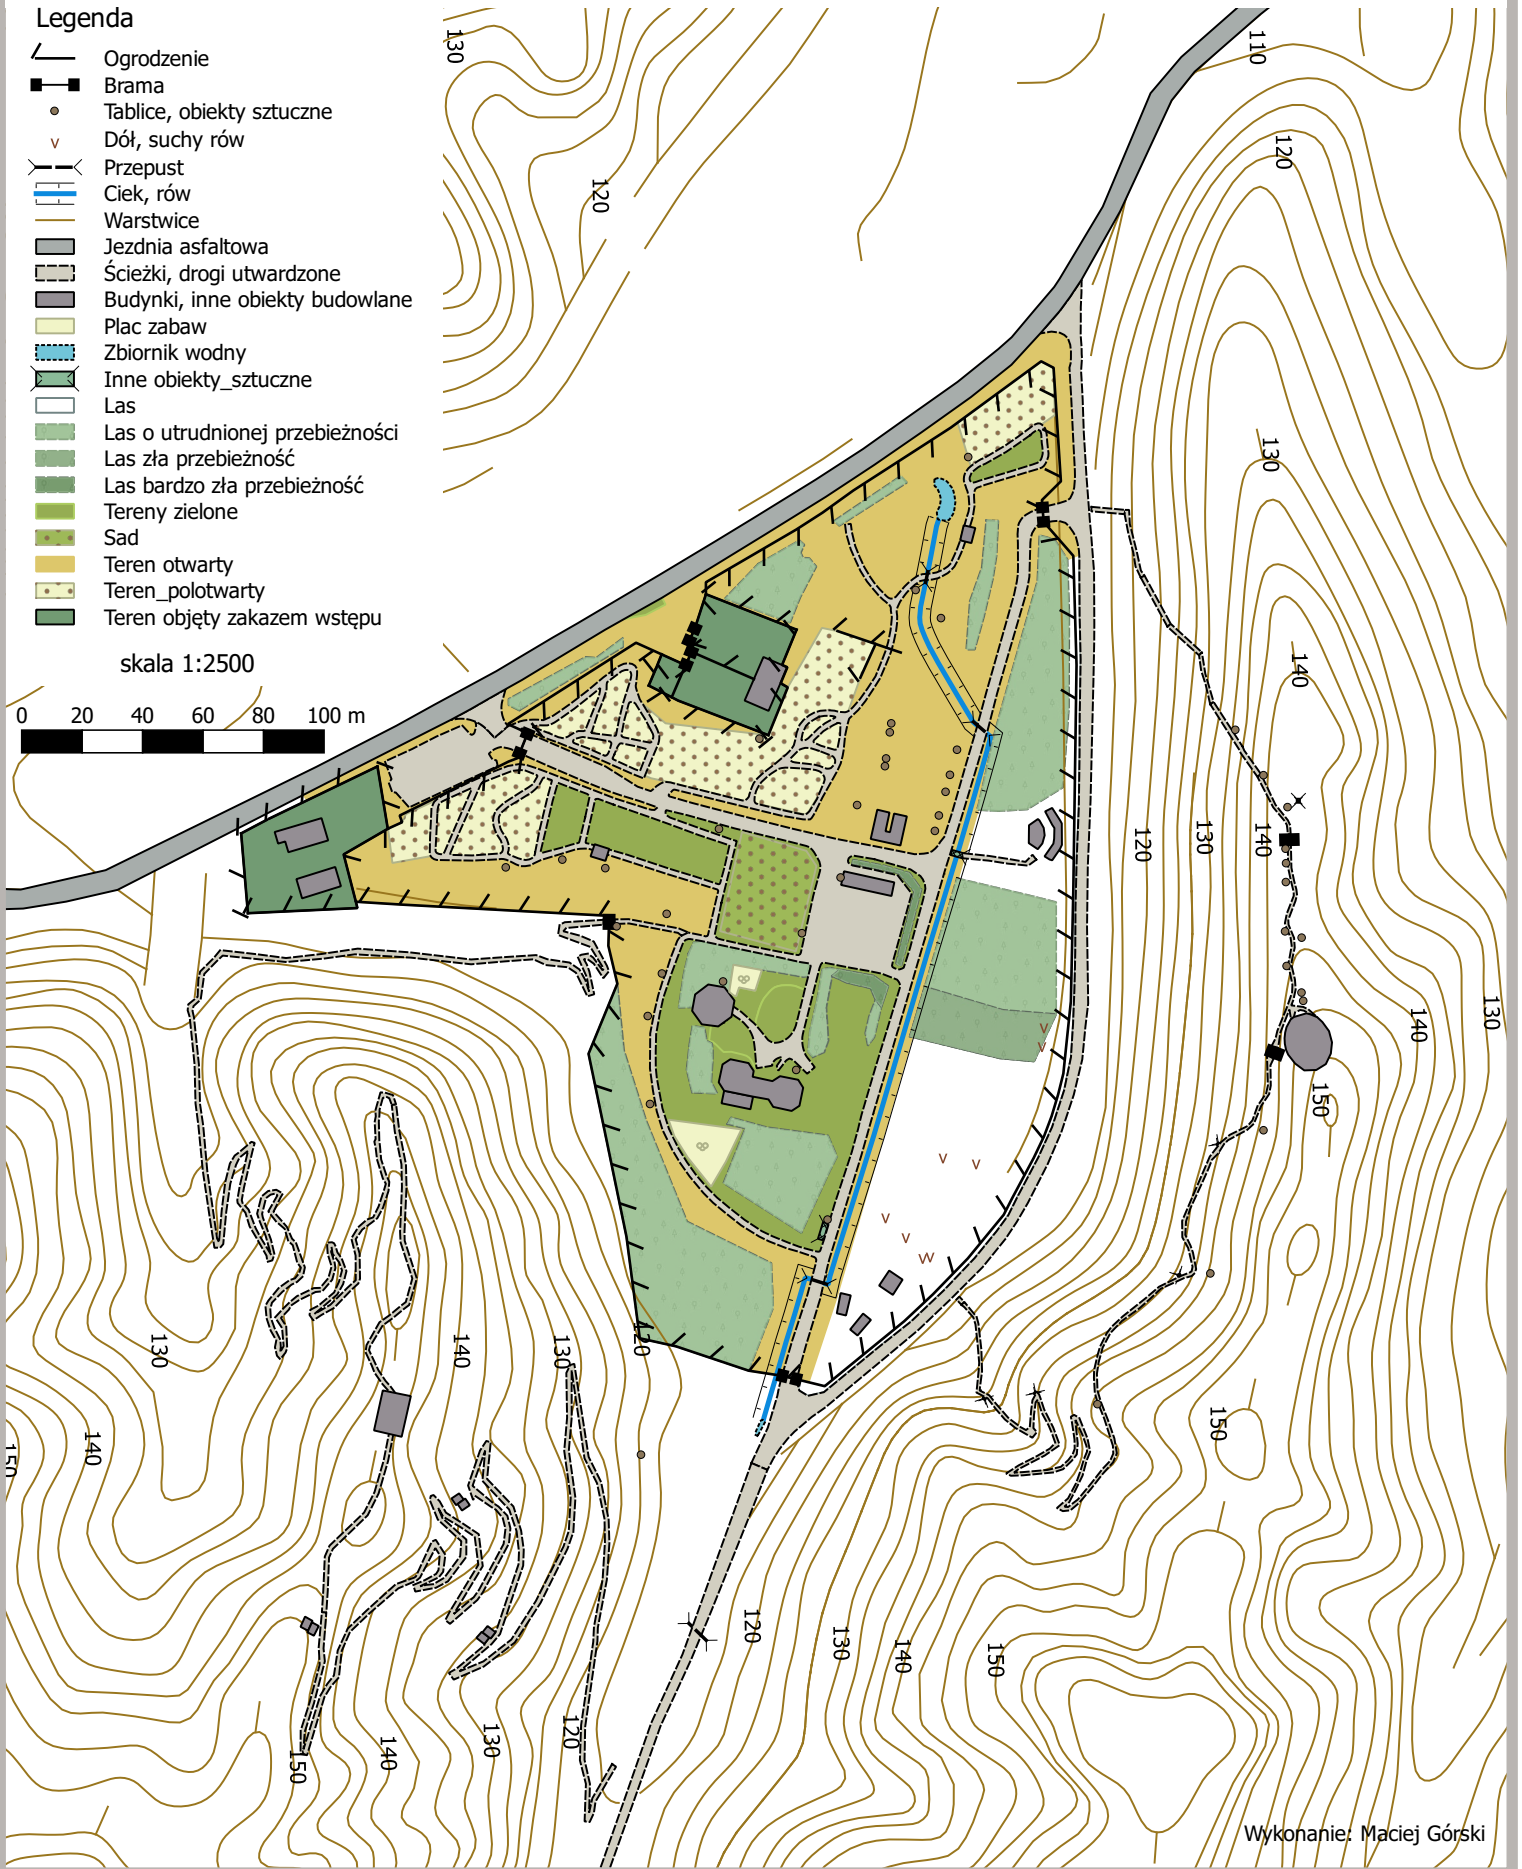 Legenda
Ogrodzenie
Brama
Tablice, obiekty sztuczne
Dół, suchy rów
Przepust
Ciek, rów
Warstwice
Jezdnia asfaltowa
Ścieżki, drogi utwardzone
Budynki, inne obiekty budowlane
Plac zabaw
Zbiornik wodny
Inne obiekty_sztuczne
Las
Las o utrudnionej przebieżności
Las zła przebieżność
Las bardzo zła przebieżność
Tereny zielone
Sad
Teren otwarty
Teren_polotwarty
Teren objęty zakazem wstępu
skala 1:2500
0 20 40 60 80 100 m
130
110
120
120
130
140
120
130
140
140
130
150
130
140
130
120
140
150
150
120
130
140
150
120
130
140
150
Wykonanie: Maciej Górski